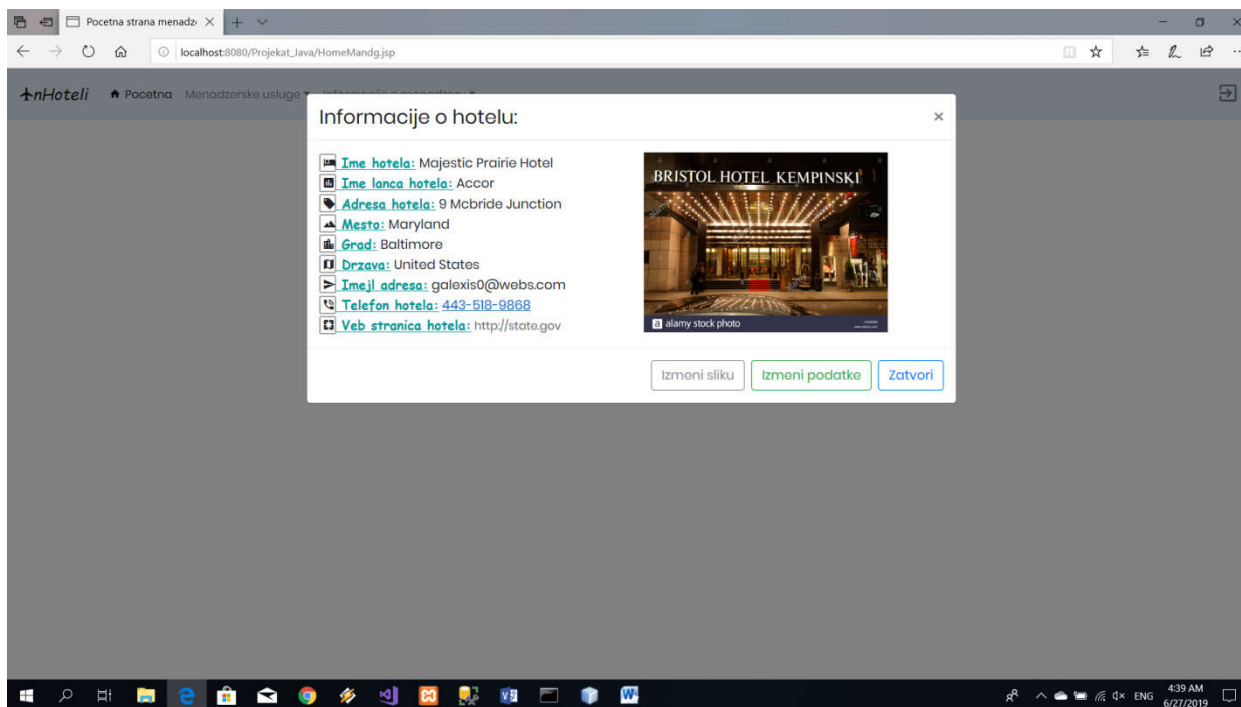 Pocetna strana menadz
localhost:8080/Projekat_Java/HomeMandg.jsp
nHoteli Pocetna Menadzerske usluge
Informacije o hotelu: ×
Ime hotela: Majestic Prairie Hotel
Ime lanca hotela: Accor
Adresa hotela: 9 Mcbride Junction
Mesto: Maryland
Grad: Baltimore
Drzava: United States
Imejl adresa: galexis0@webs.com
Telefon hotela: 443-518-9868
Veb stranica hotela: http://state.gov
BRISTOL HOTEL KEMPINSKI
a alamy stock photo
Izmeni sliku Izmeni podatke Zatvori
ENG 4:39 AM
6/27/2019